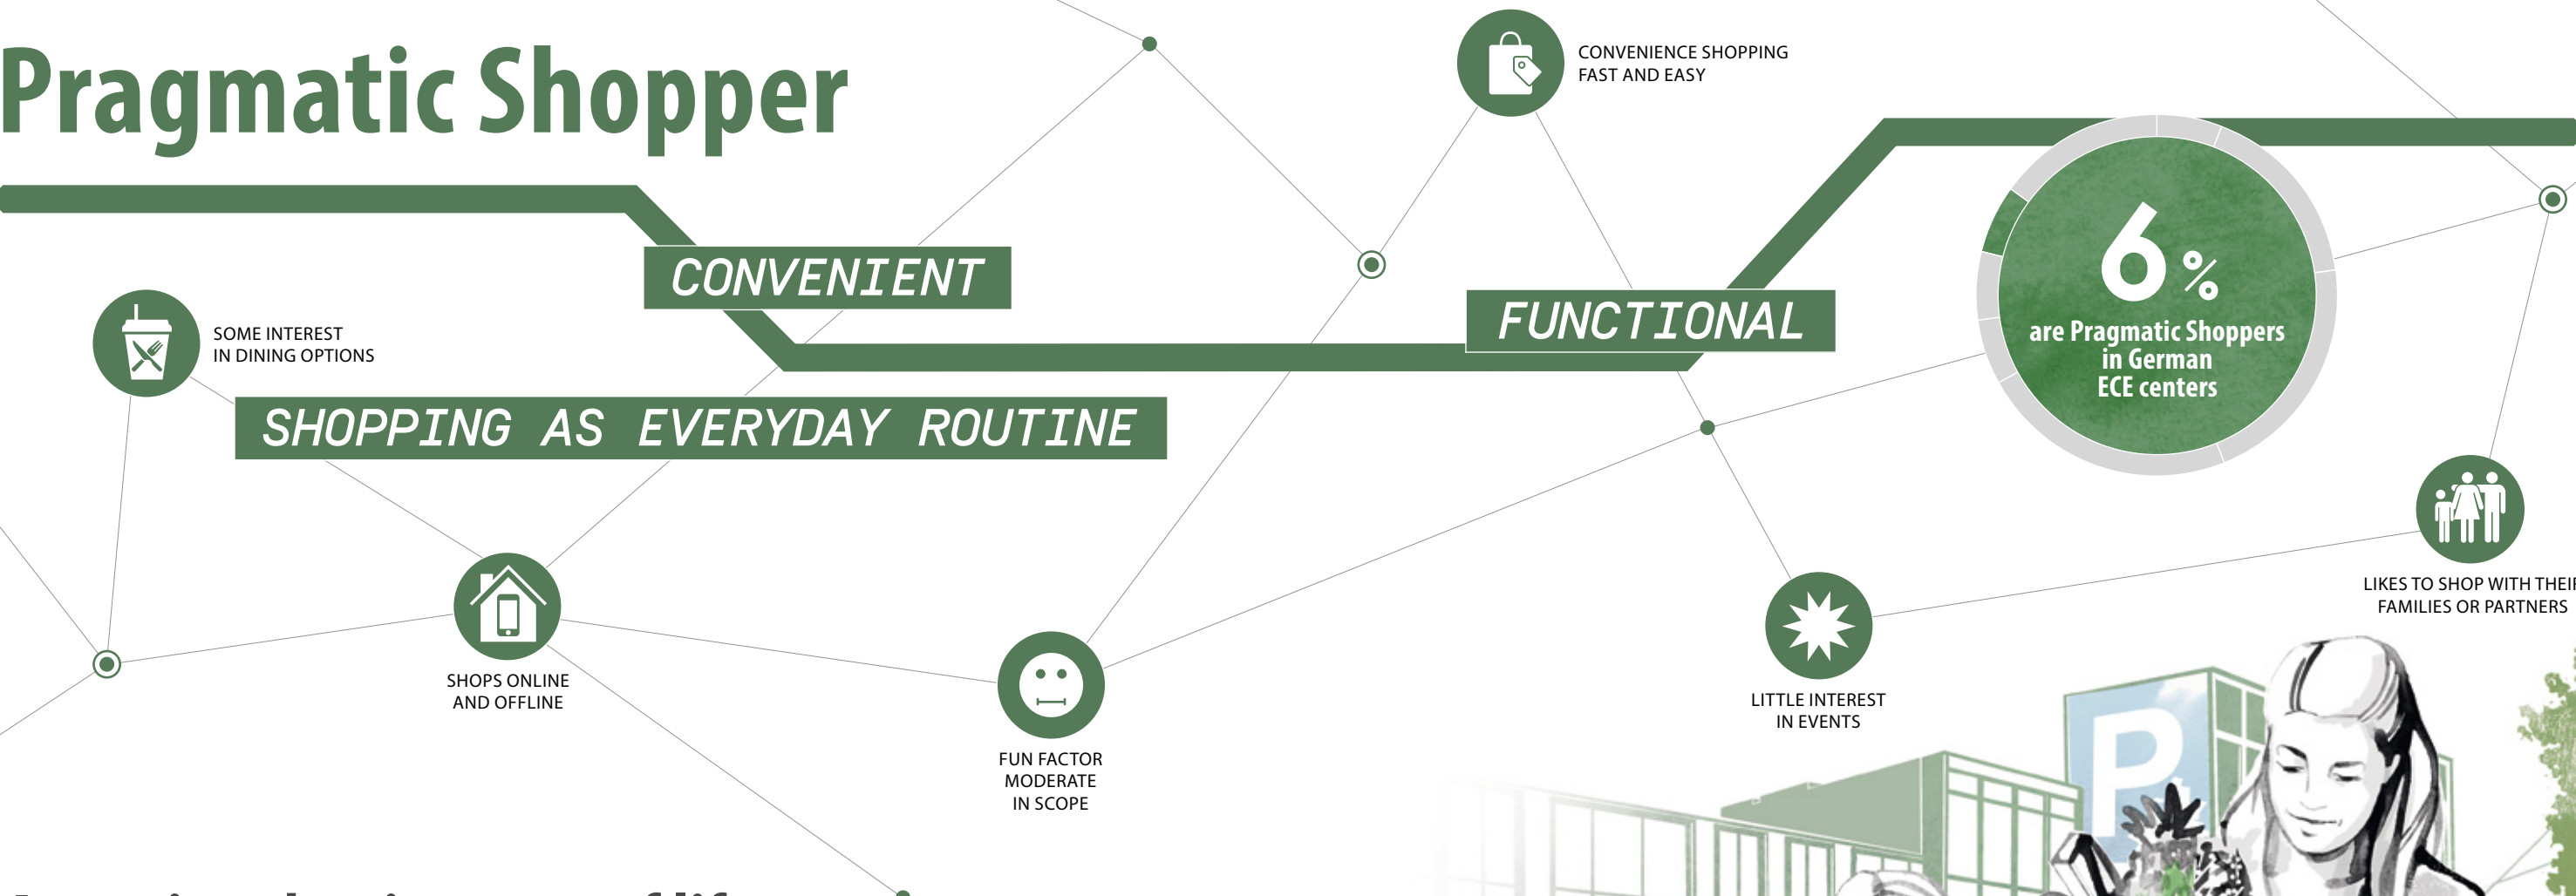 Pragmatic Shopper
CONVENIENCE SHOPPING
FAST AND EASY
CONVENIENT
FUNCTIONAL
6%
are Pragmatic Shoppers
in German
ECE centers
SOME INTEREST
IN DINING OPTIONS
SHOPPING AS EVERYDAY ROUTINE
SHOPS ONLINE
AND OFFLINE
FUN FACTOR
MODERATE
IN SCOPE
LITTLE INTEREST
IN EVENTS
LIKES TO SHOP WITH THEIR
FAMILIES OR PARTNERS
P